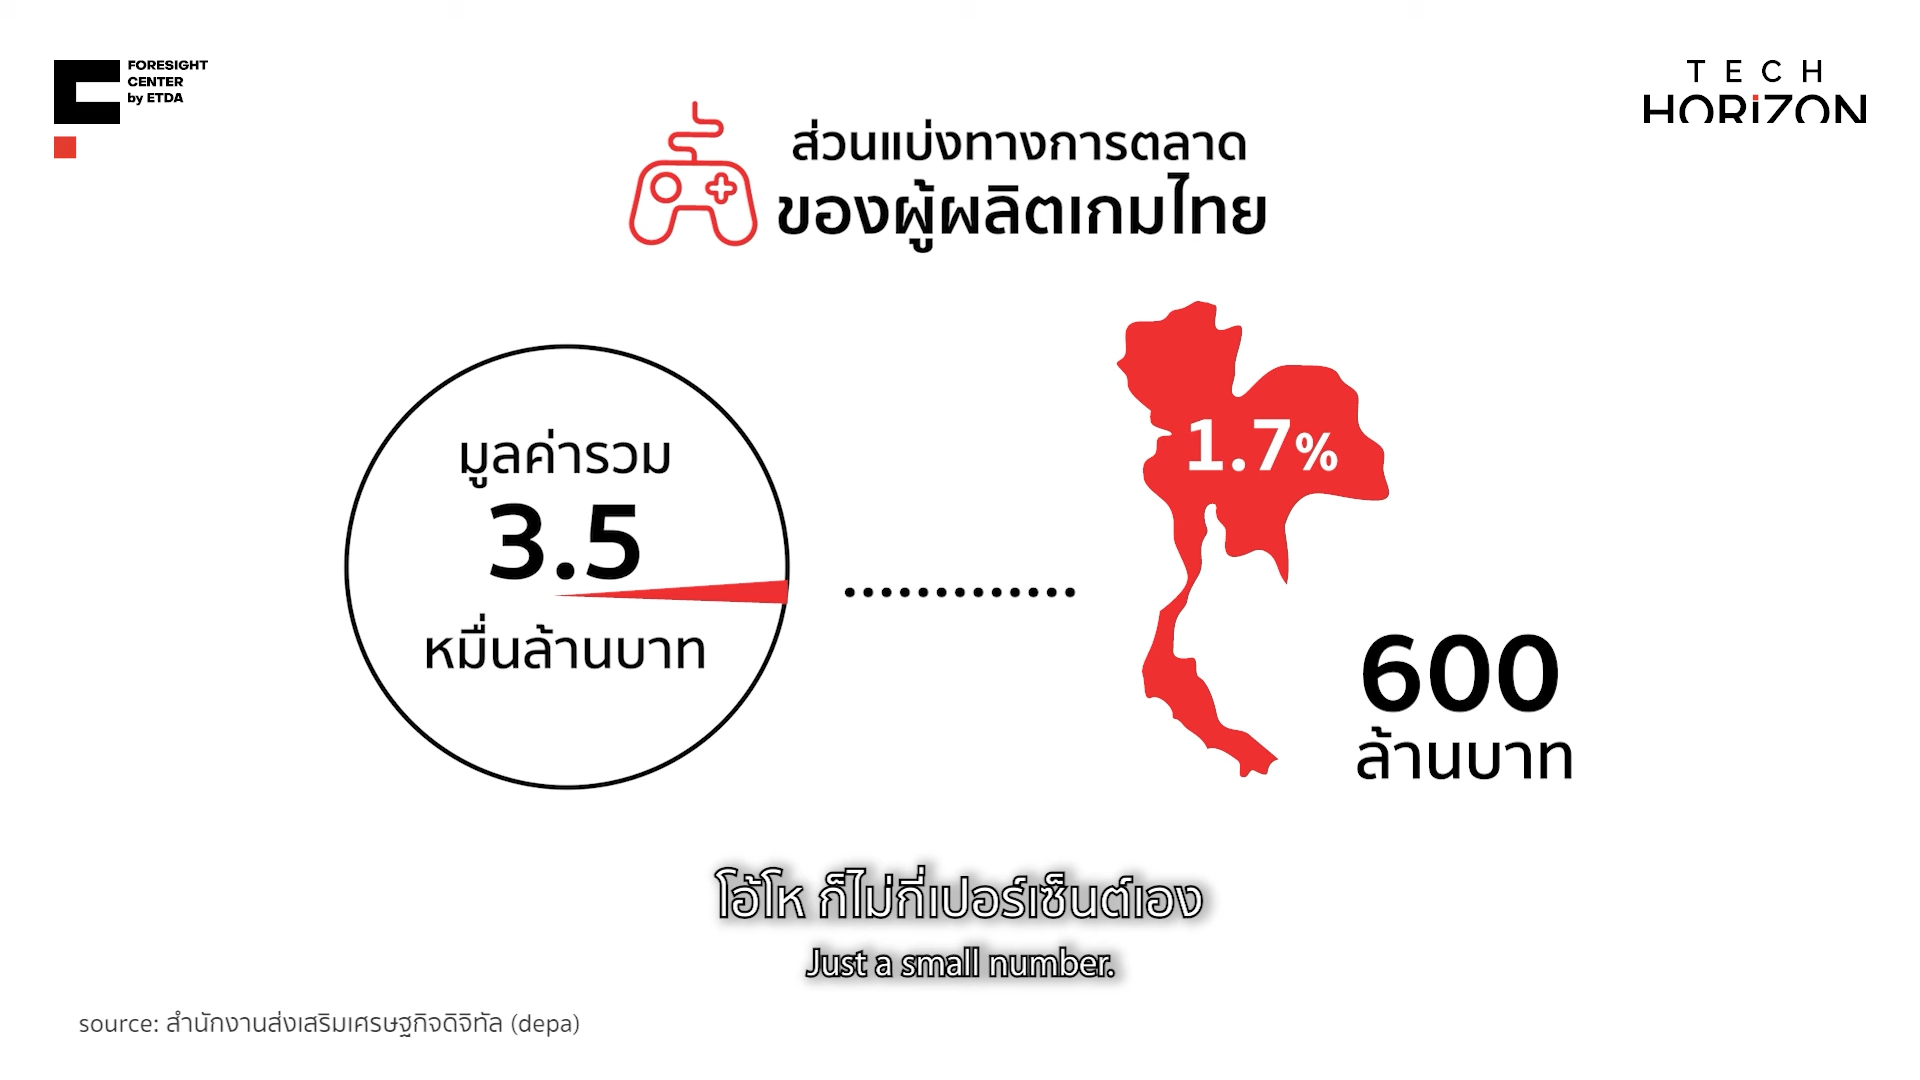 FORESIGHT
CENTER
by ETDA
TECH
HORiZON
ส่วนแบ่งทางการตลาด
ของผู้ผลิตเกมไทย
มูลค่ารวม
3.5
หมื่นล้านบาท
1.7%
600
ล้านบาท
โอ้โห ก็ไม่กี่เปอร์เซ็นต์เอง
Just a small number.
source: สำนักงานส่งเสริมเศรษฐกิจดิจิทัล (depa)